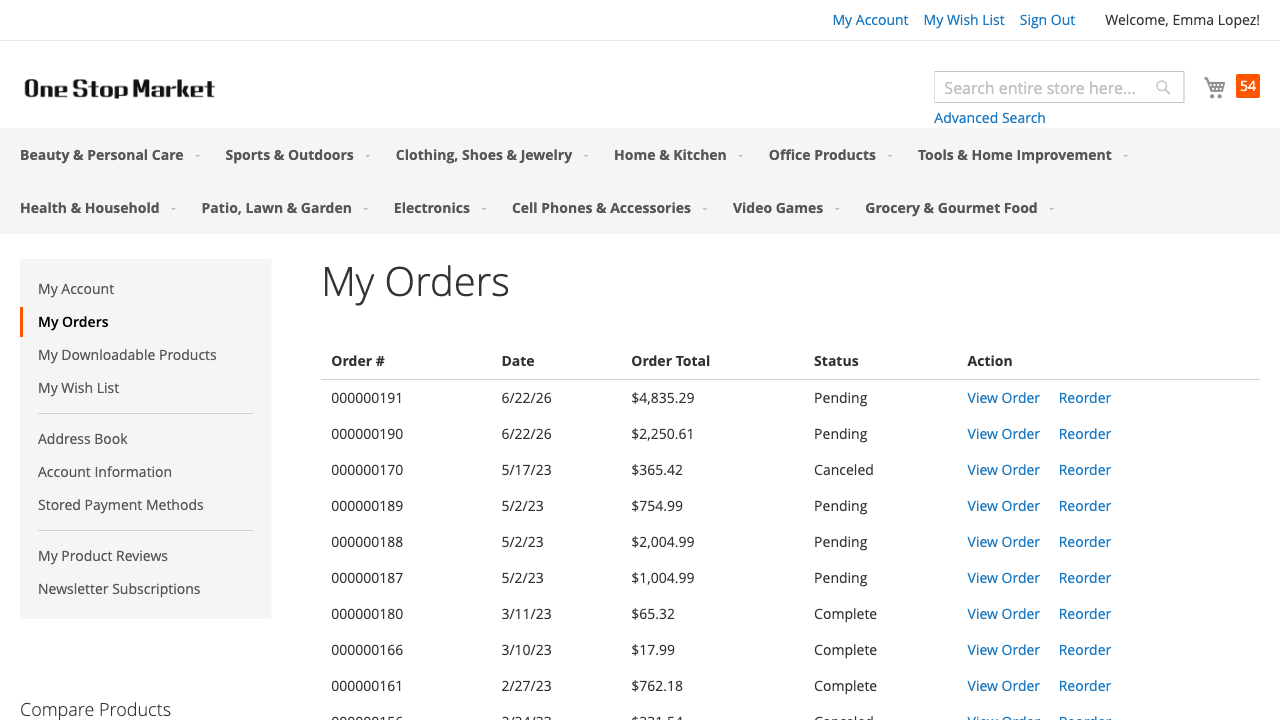 My Account My Wish List Sign Out Welcome, Emma Lopez!
One Stop Market
Search entire store here... 54
Advanced Search
Beauty & Personal Care Sports & Outdoors Clothing, Shoes & Jewelry Home & Kitchen Office Products Tools & Home Improvement
Health & Household Patio, Lawn & Garden Electronics Cell Phones & Accessories Video Games Grocery & Gourmet Food
My Account
My Orders
My Downloadable Products
My Wish List
Address Book
Account Information
Stored Payment Methods
My Product Reviews
Newsletter Subscriptions
Compare Products
My Orders
Order # Date Order Total Status Action
000000191 6/22/26 $4,835.29 Pending View Order Reorder
000000190 6/22/26 $2,250.61 Pending View Order Reorder
000000170 5/17/23 $365.42 Canceled View Order Reorder
000000189 5/2/23 $754.99 Pending View Order Reorder
000000188 5/2/23 $2,004.99 Pending View Order Reorder
000000187 5/2/23 $1,004.99 Pending View Order Reorder
000000180 3/11/23 $65.32 Complete View Order Reorder
000000166 3/10/23 $17.99 Complete View Order Reorder
000000161 2/27/23 $762.18 Complete View Order Reorder